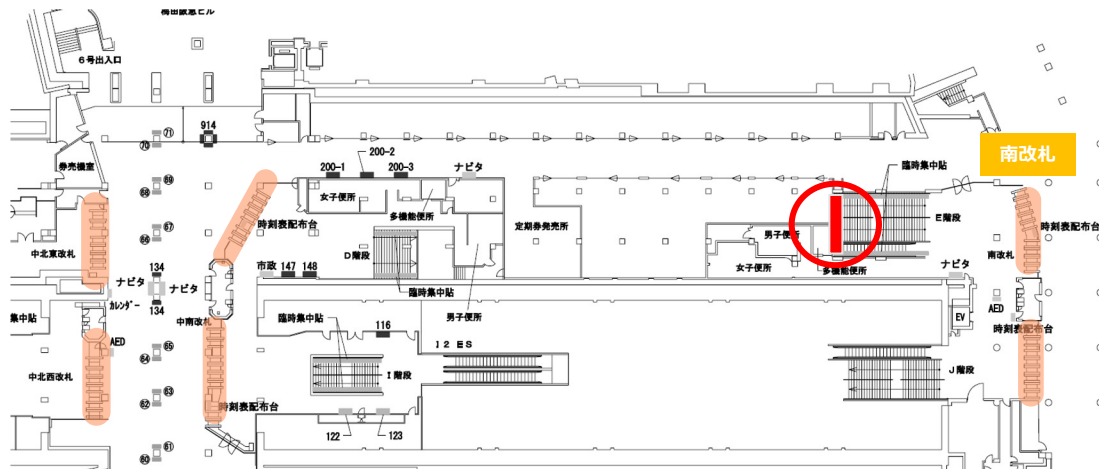 梅田阪急ビル
6号出入口
914
⑦①
⑦⓪
券売機室
200-2
200-1
200-3
ナビタ
南改札
臨時集中貼
⑥⑨
⑥⑧
女子便所
多機能便所
時刻表配布台
定期券発売所
E階段
男子便所
時刻表配布台
⑥⑦
⑥⑥
中北東改札
D階段
女子便所
多機能便所
南改札
ナビタ
134
ナビタ
ナビタ
市政
147
148
臨時集中貼
カレンダー
134
集中貼
中南改札
臨時集中貼
男子便所
116
EV
AED
時刻表配布台
AED
⑥⑤
⑥④
12 ES
中北西改札
I階段
J階段
⑥③
⑥②
時刻表配布台
122
123
⑥①
⑥⓪